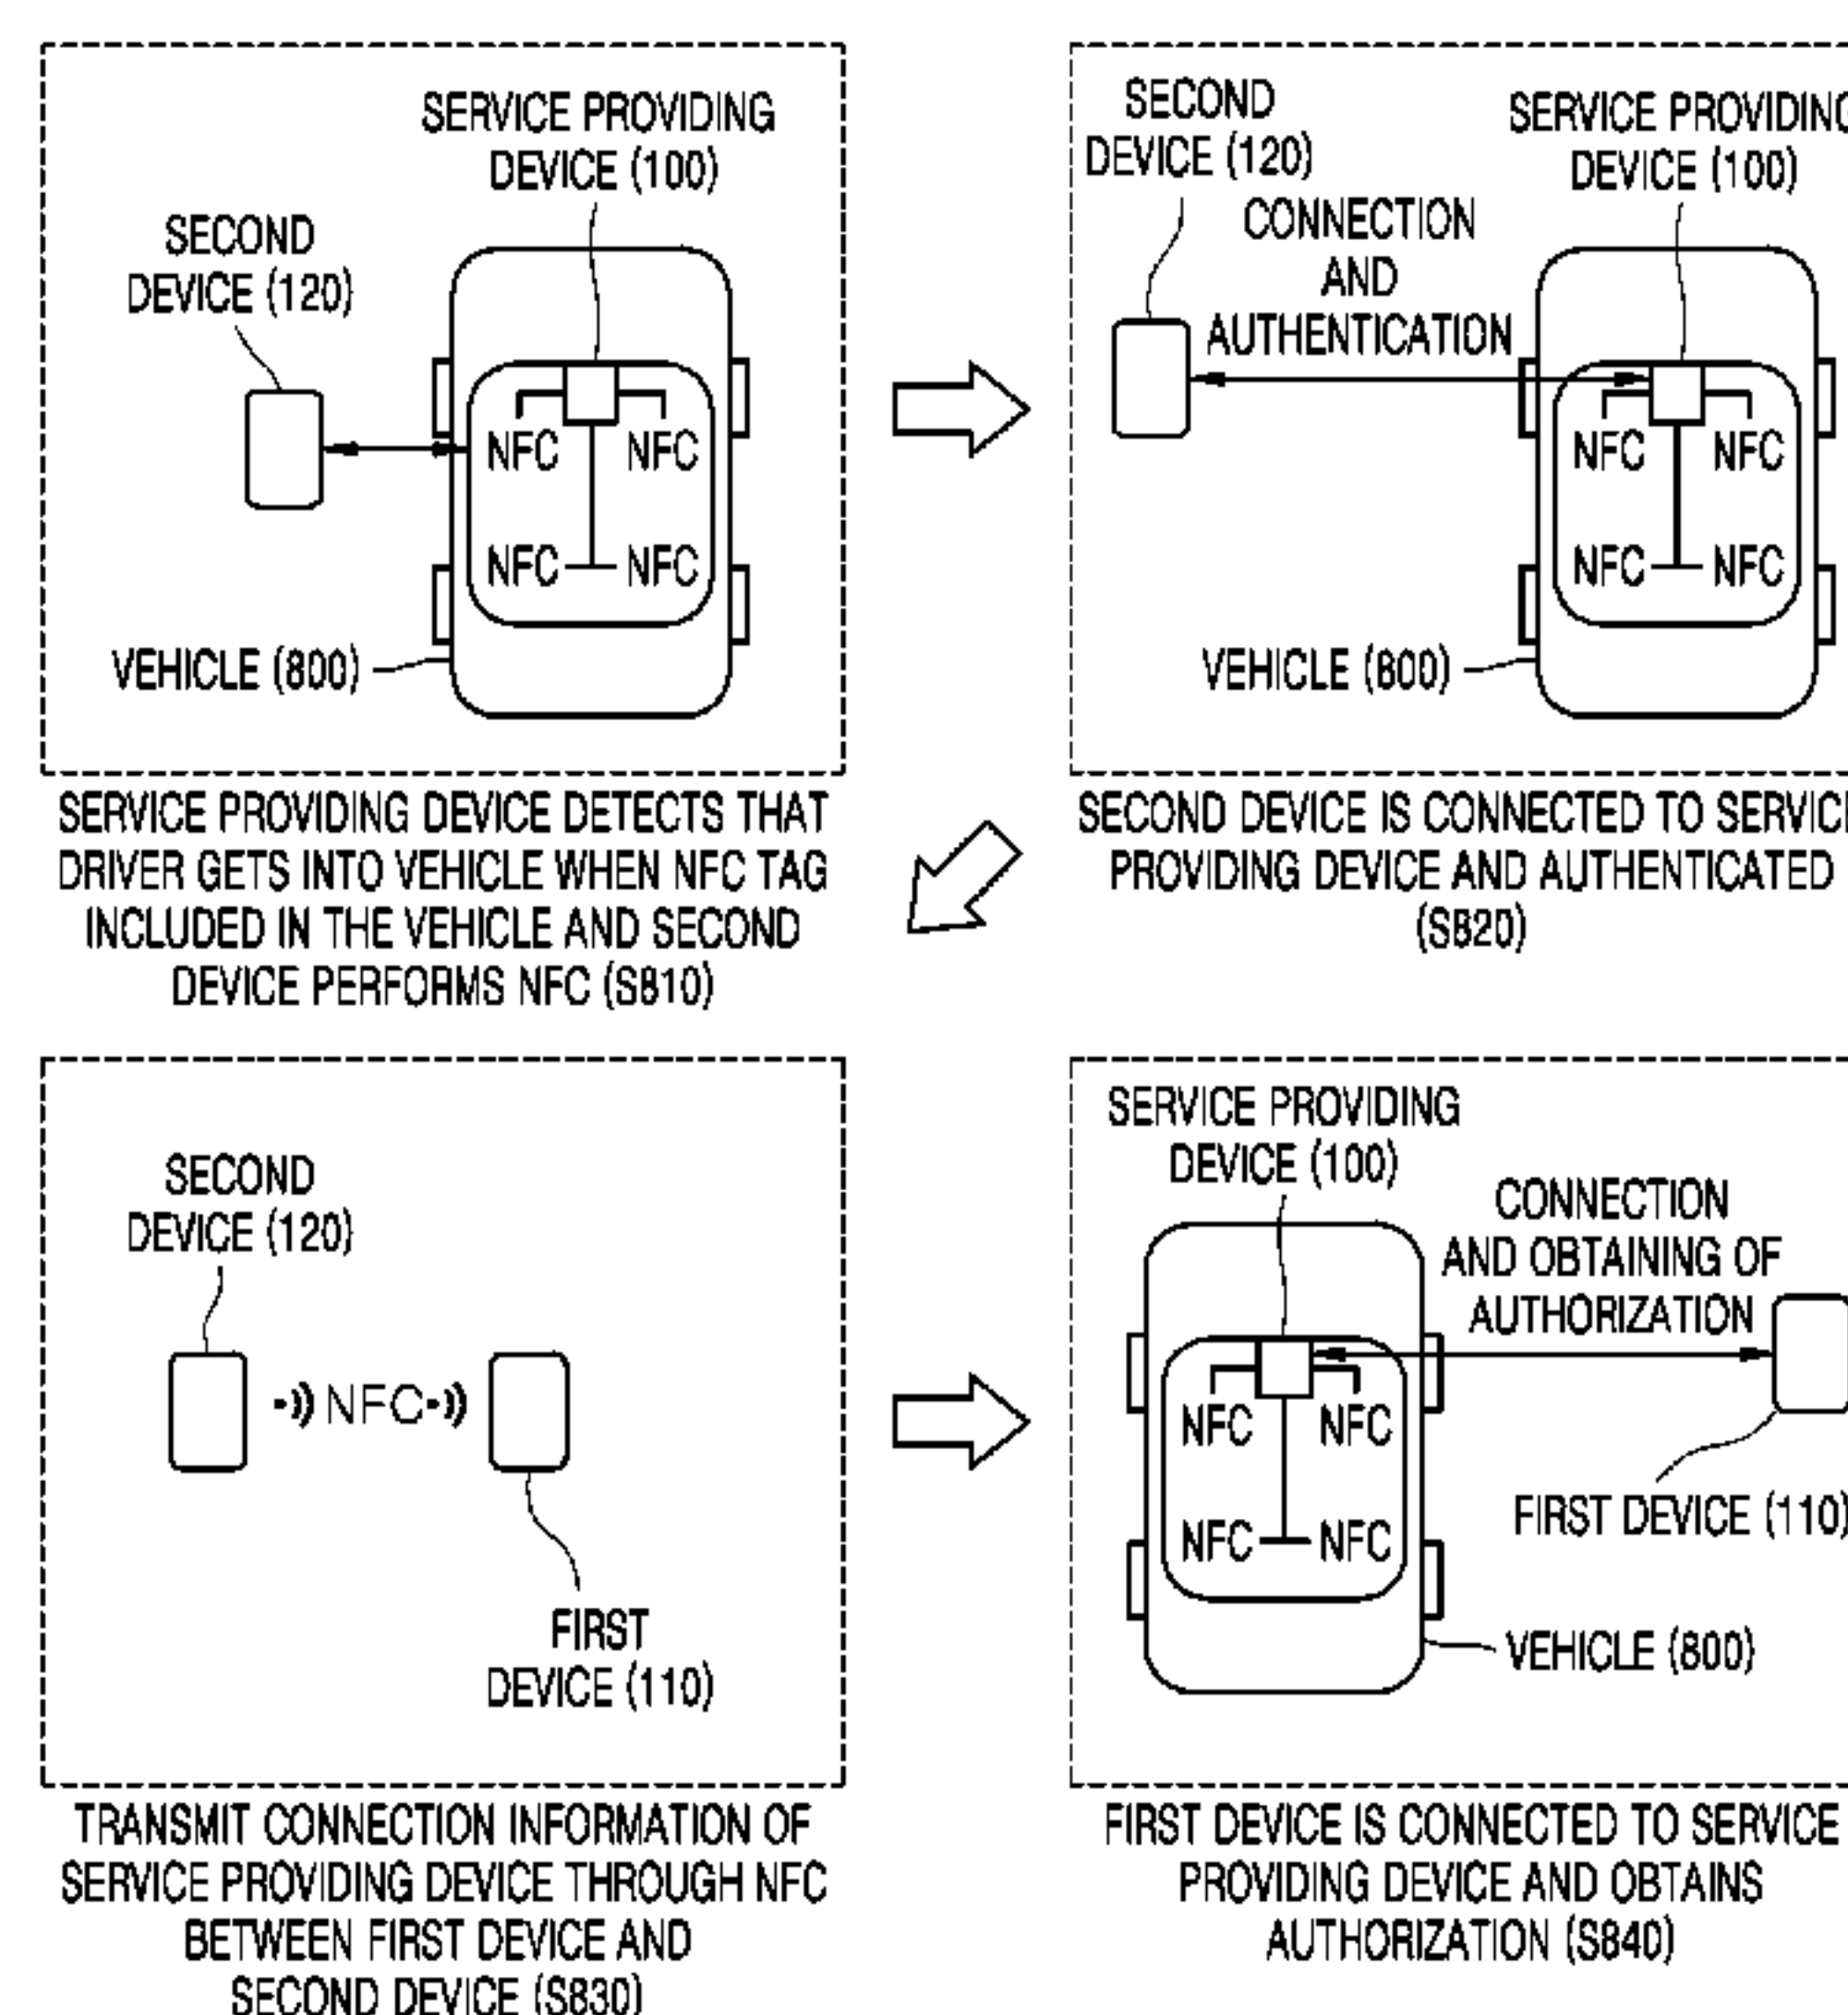 SERVICE PROVIDING
DEVICE (100)
SECOND
DEVICE (120)
NFC NFC
NFC NFC
VEHICLE (800)
SERVICE PROVIDING DEVICE DETECTS THAT
DRIVER GETS INTO VEHICLE WHEN NFC TAG
INCLUDED IN THE VEHICLE AND SECOND
DEVICE PERFORMS NFC (S810)
SECOND
DEVICE (120)
SERVICE PROVIDING
DEVICE (100)
CONNECTION
AND
AUTHENTICATION
NFC NFC
NFC NFC
VEHICLE (800)
SECOND DEVICE IS CONNECTED TO SERVICE
PROVIDING DEVICE AND AUTHENTICATED
(S820)
SECOND
DEVICE (120)
NFC
FIRST
DEVICE (110)
TRANSMIT CONNECTION INFORMATION OF
SERVICE PROVIDING DEVICE THROUGH NFC
BETWEEN FIRST DEVICE AND
SECOND DEVICE (S830)
SERVICE PROVIDING
DEVICE (100)
CONNECTION
AND OBTAINING OF
AUTHORIZATION
NFC NFC
NFC NFC
FIRST DEVICE (110)
VEHICLE (800)
FIRST DEVICE IS CONNECTED TO SERVICE
PROVIDING DEVICE AND OBTAINS
AUTHORIZATION (S840)